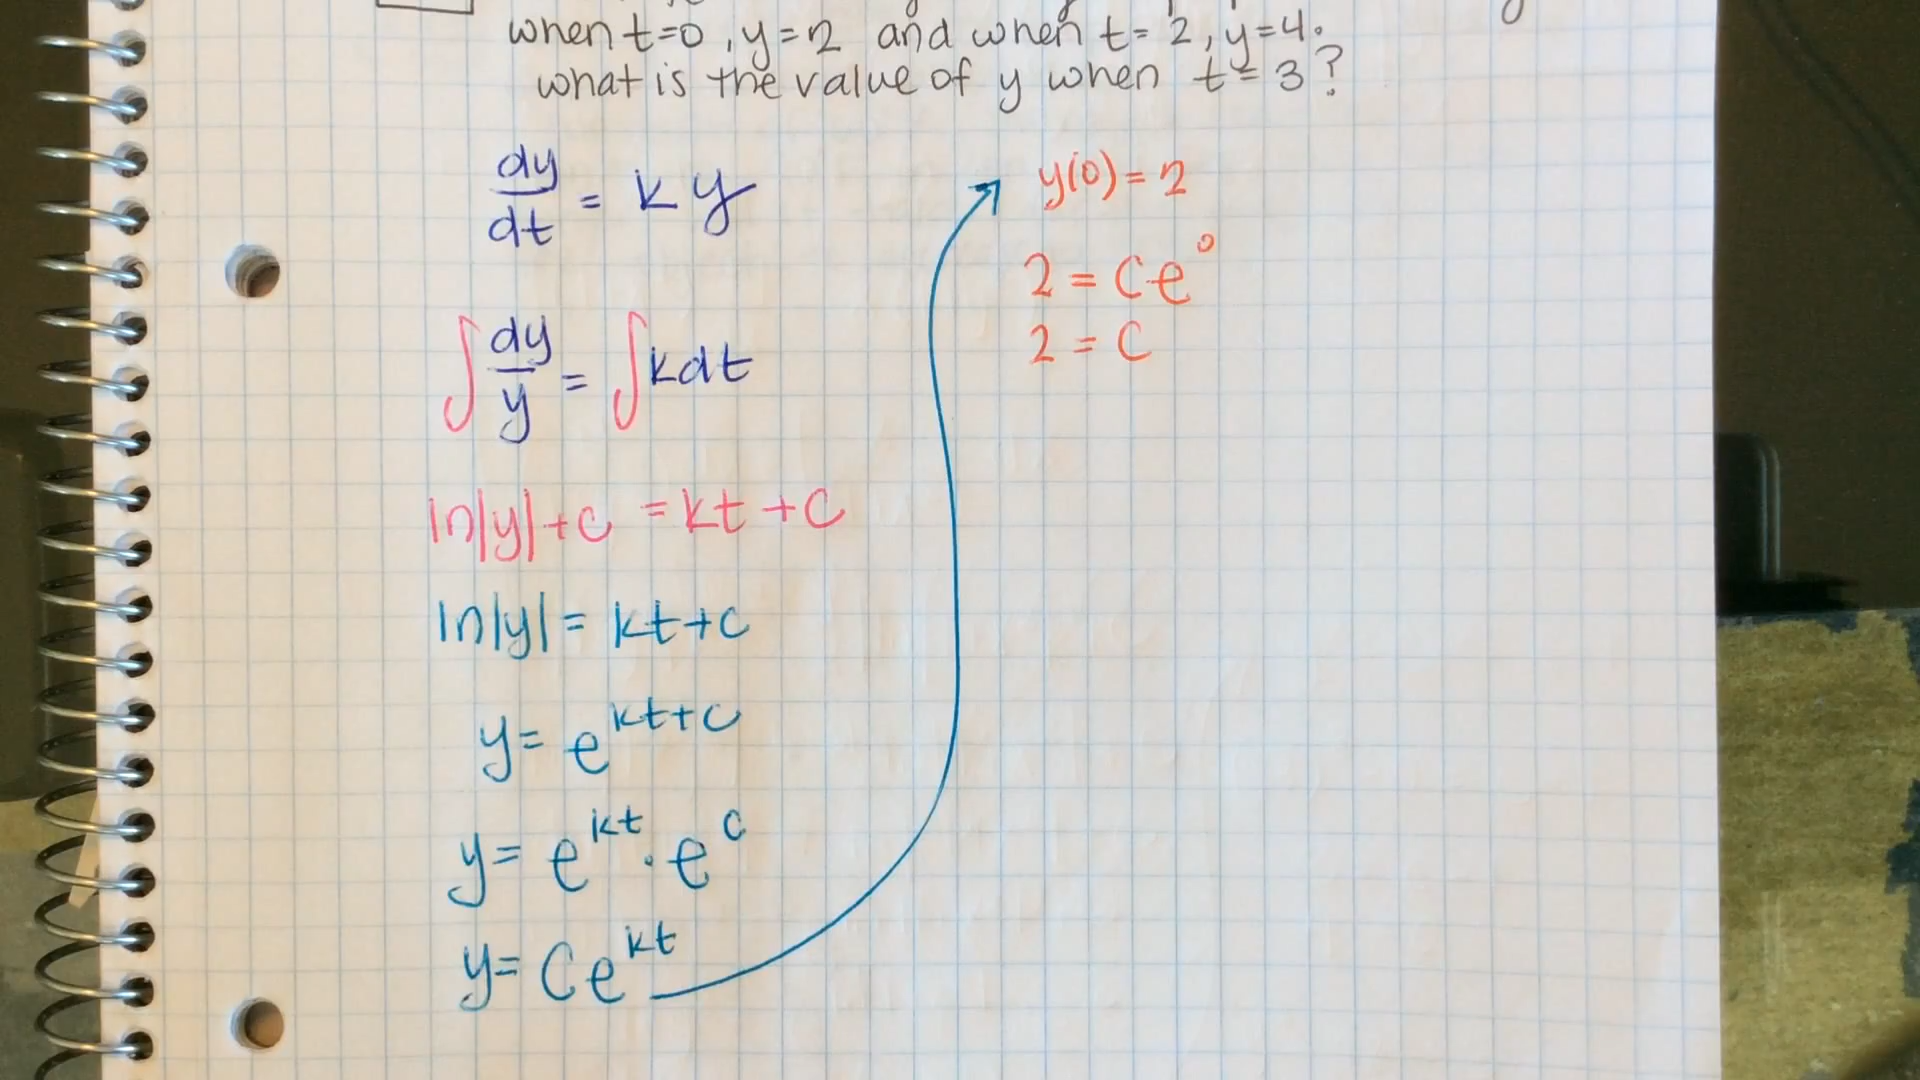 when t=0, y=2 and when t=2, y=4.
what is the value of y when t=3?
dy/dt = ky
∫ dy/y = ∫ kdt
ln|y|+c = kt+c
ln|y| = kt+c
y= e^(kt+c)
y= e^(kt) · e^c
y= Ce^(kt)
y(0)=2
2 = Ce^0
2 = C